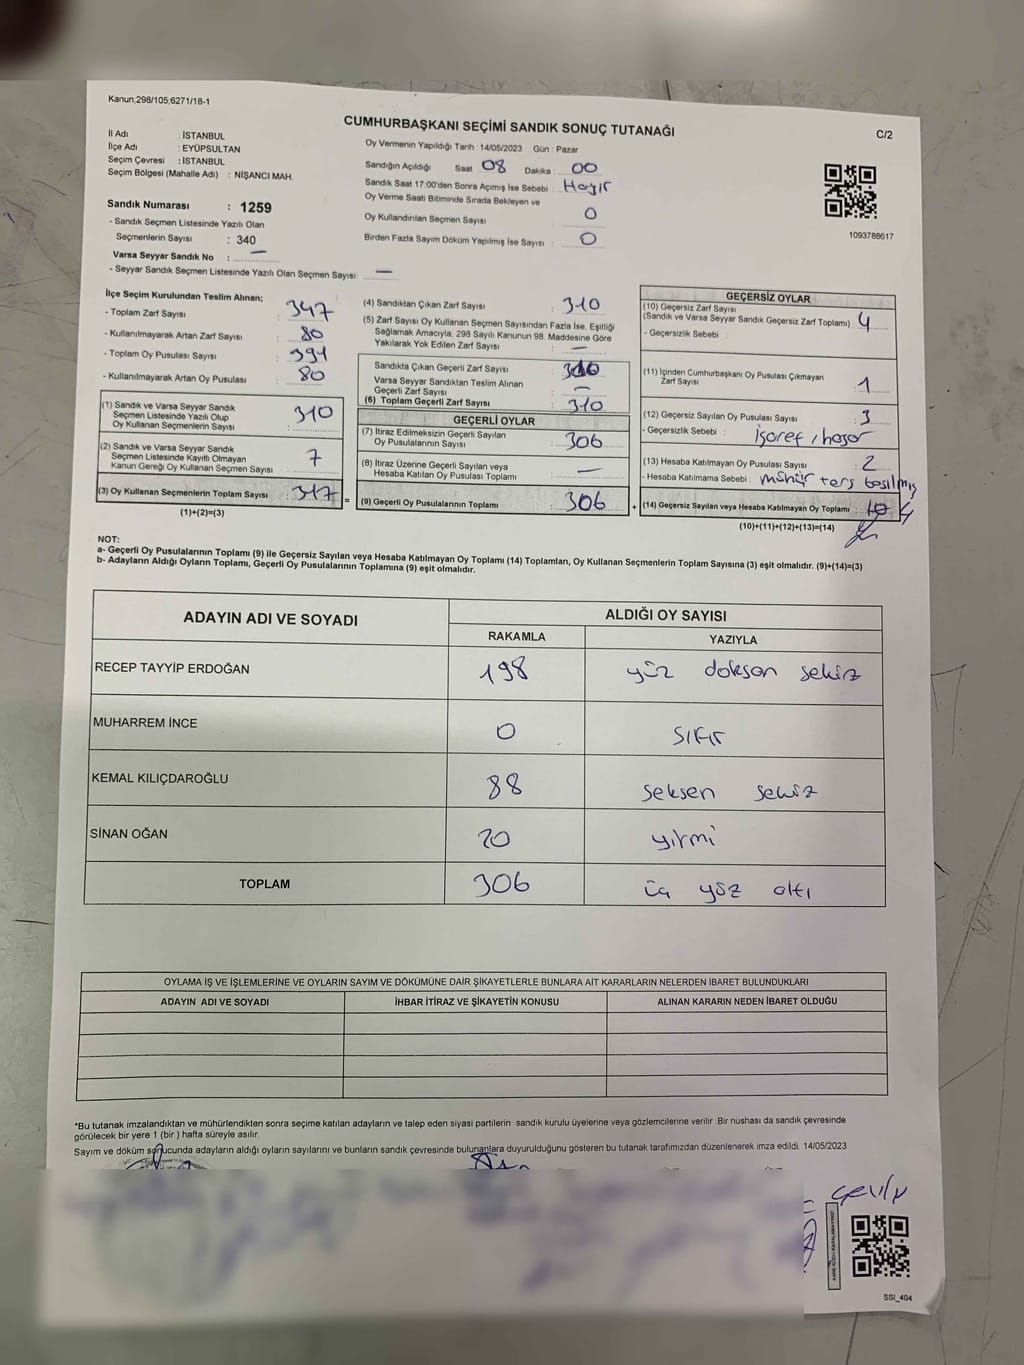 Kanun;298/105;6271/18-1
CUMHURBAŞKANI SEÇİMİ SANDIK SONUÇ TUTANAĞI
C/2
İl Adı : İSTANBUL
İlçe Adı : EYÜPSULTAN
Seçim Çevresi : İSTANBUL
Seçim Bölgesi (Mahalle Adı) : NİŞANCI MAH.
Oy Vermenin Yapıldığı Tarih : 14/05/2023 Gün : Pazar
Sandığın Açıldığı Saat 08 Dakika : 00
Sandık Saat 17:00'den Sonra Açımış İse Sebebi : Hayır
Oy Verme Saati Bitiminde Sırada Bekleyen ve
Oy Kullandırılan Seçmen Sayısı 0
Birden Fazla Sayım Döküm Yapılmış İse Sayısı : 0
1093788617
Sandık Numarası : 1259
- Sandık Seçmen Listesinde Yazılı Olan
Seçmenlerin Sayısı : 340
Varsa Seyyar Sandık No : —
- Seyyar Sandık Seçmen Listesinde Yazılı Olan Seçmen Sayısı: —
İlçe Seçim Kurulundan Teslim Alınan;
- Toplam Zarf Sayısı : 347
- Kullanılmayarak Artan Zarf Sayısı : 80
- Toplam Oy Pusulası Sayısı : 391
- Kullanılmayarak Artan Oy Pusulası : 80
(1) Sandık ve Varsa Seyyar Sandık
Seçmen Listesinde Yazılı Olup
Oy Kullanan Seçmenlerin Sayısı : 310
(2) Sandık ve Varsa Seyyar Sandık
Seçmen Listesinde Kayıtlı Olmayan
Kanun Gereği Oy Kullanan Seçmen Sayısı : 7
(3) Oy Kullanan Seçmenlerin Toplam Sayısı : 317 =
(1)+(2)=(3)
(4) Sandıktan Çıkan Zarf Sayısı : 310
(5) Zarf Sayısı Oy Kullanan Seçmen Sayısından Fazla İse, Eşitliği
Sağlamak Amacıyla, 298 Sayılı Kanunun 98. Maddesine Göre
Yakılarak Yok Edilen Zarf Sayısı : —
Sandıkta Çıkan Geçerli Zarf Sayısı : 310
Varsa Seyyar Sandıktan Teslim Alınan
Geçerli Zarf Sayısı : —
(6) Toplam Geçerli Zarf Sayısı : 310
GEÇERLİ OYLAR
(7) İtiraz Edilmeksizin Geçerli Sayılan
Oy Pusulalarının Sayısı : 306
(8) İtiraz Üzerine Geçerli Sayılan veya
Hesaba Katılan Oy Pusulası Toplamı : —
(9) Geçerli Oy Pusulalarının Toplamı : 306 +
GEÇERSİZ OYLAR
(10) Geçersiz Zarf Sayısı
(Sandık ve Varsa Seyyar Sandık Geçersiz Zarf Toplamı) : 4
- Geçersizlik Sebebi :
(11) İçinden Cumhurbaşkanı Oy Pusulası Çıkmayan
Zarf Sayısı : 1
(12) Geçersiz Sayılan Oy Pusulası Sayısı : 3
- Geçersizlik Sebebi : işaret / hasar
(13) Hesaba Katılmayan Oy Pusulası Sayısı : 2
- Hesaba Katılmama Sebebi : mühür ters basılmış
(14) Geçersiz Sayılan veya Hesaba Katılmayan Oy Toplamı : 10 4
(10)+(11)+(12)+(13)=(14)
NOT:
a- Geçerli Oy Pusulalarının Toplamı (9) ile Geçersiz Sayılan veya Hesaba Katılmayan Oy Toplamı (14) Toplamları, Oy Kullanan Seçmenlerin Toplam Sayısına (3) eşit olmalıdır. (9)+(14)=(3)
b- Adayların Aldığı Oyların Toplamı, Geçerli Oy Pusulalarının Toplamına (9) eşit olmalıdır.
ADAYIN ADI VE SOYADI ALDIĞI OY SAYISI
RAKAMLA YAZIYLA
RECEP TAYYİP ERDOĞAN 198 yüz doksan sekiz
MUHARREM İNCE 0 SIFIR
KEMAL KILIÇDAROĞLU 88 seksen sekiz
SİNAN OĞAN 20 yirmi
TOPLAM 306 üç yüz altı
OYLAMA İŞ VE İŞLEMLERİNE VE OYLARIN SAYIM VE DÖKÜMÜNE DAİR ŞİKAYETLERLE BUNLARA AİT KARARLARIN NELERDEN İBARET BULUNDUKLARI
ADAYIN ADI VE SOYADI İHBAR İTİRAZ VE ŞİKAYETİN KONUSU ALINAN KARARIN NEDEN İBARET OLDUĞU
*Bu tutanak imzalandıktan ve mühürlendikten sonra seçime katılan adayların ve talep eden siyasi partilerin sandık kurulu üyelerine veya gözlemcilerine verilir. Bir nüshası da sandık çevresinde
görülecek bir yere 1 (bir ) hafta süreyle asılır.
Sayım ve döküm sonucunda adayların aldığı oyların sayılarını ve bunların sandık çevresinde bulunanlara duyurulduğunu gösteren bu tutanak tarafımızdan düzenlenerek imza edildi. 14/05/2023
SSI_404